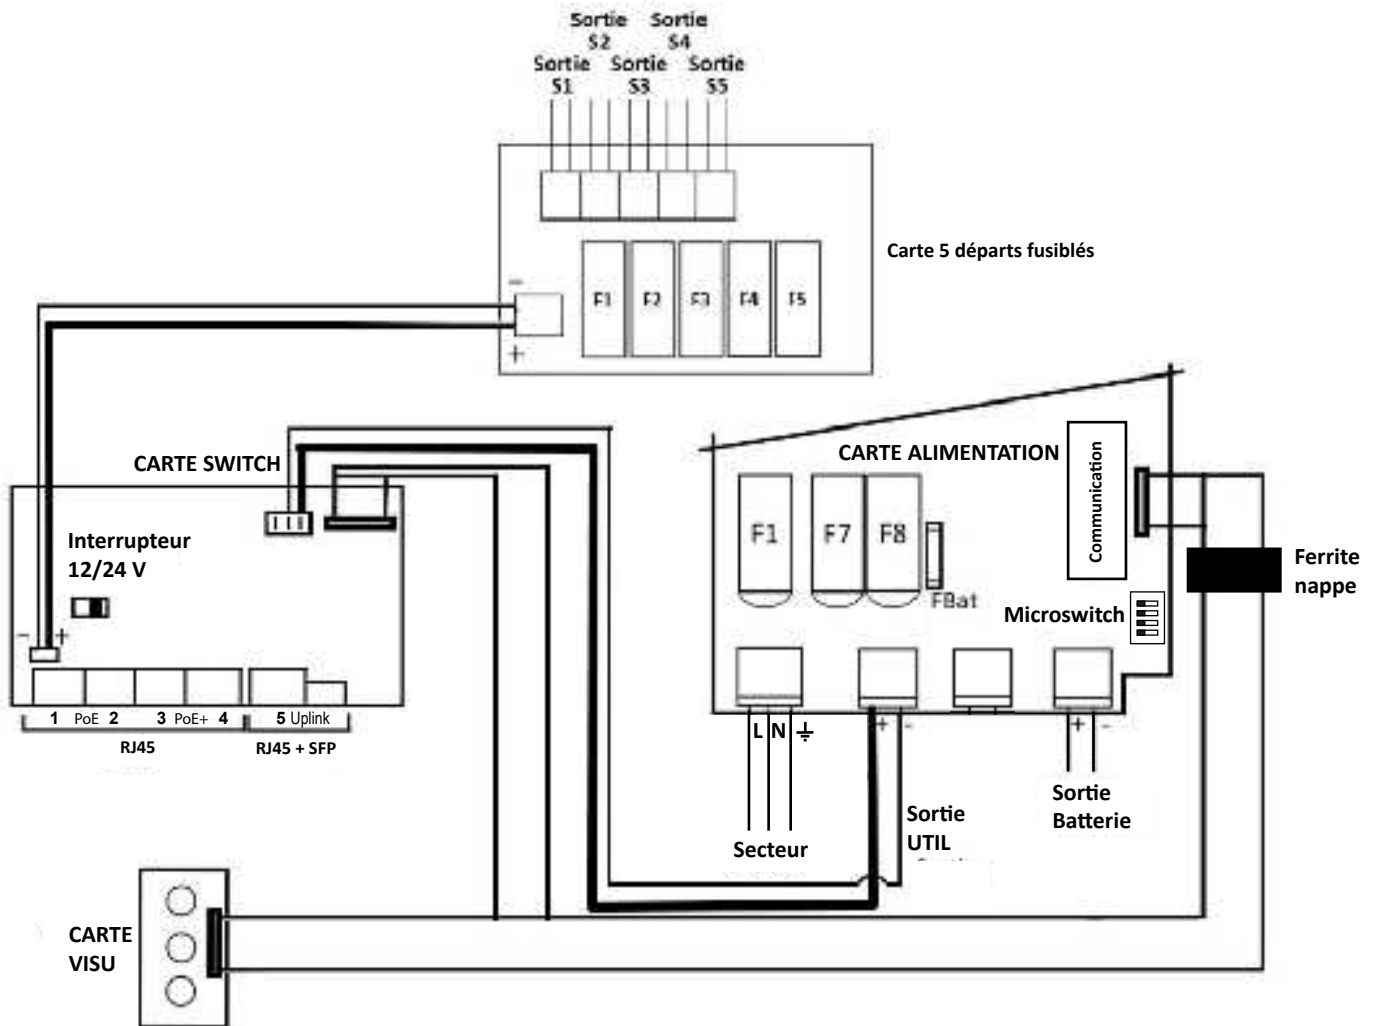 Sortie Sortie
S2 S4
Sortie Sortie Sortie
S1 S3 S5
Carte 5 départs fusiblés
-
F1 F2 F3 F4 F5
+
CARTE SWITCH
CARTE ALIMENTATION
Communication
Interrupteur
12/24 V
F1 F7 F8
FBat
Ferrite
nappe
Microswitch
- +
1 PoE 2 3 PoE+ 4 5 Uplink
RJ45 RJ45 + SFP
L N
+ -
+ -
Secteur
Sortie
UTIL
Sortie
Batterie
CARTE
VISU